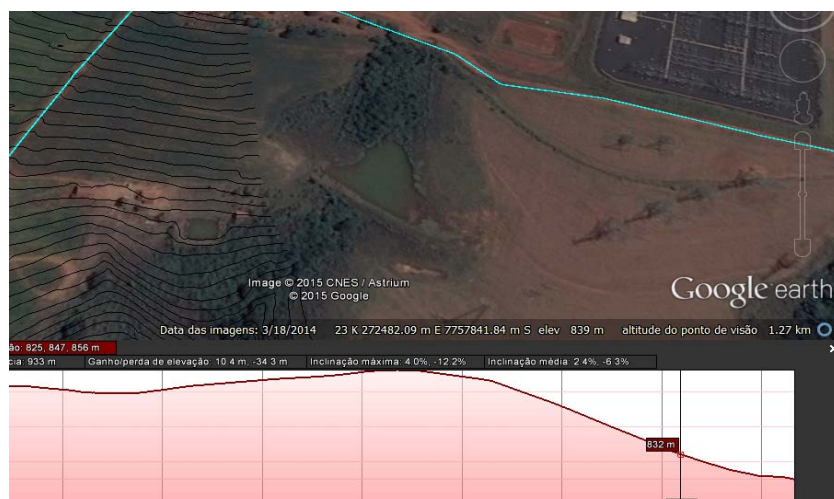 Image © 2015 CNES / Astrium
© 2015 Google
Google earth
Data das imagens: 3/18/2014 23 K 272482.09 m E 7757841.84 m S elev 839 m altitude do ponto de visão 1.27 km
ão: 825, 847, 856 m
cia: 933 m Ganho/perda de elevação: 10.4 m, -34.3 m Inclinação máxima: 4.0%, -12.2% Inclinação média: 2.4%, -6.3%
832 m